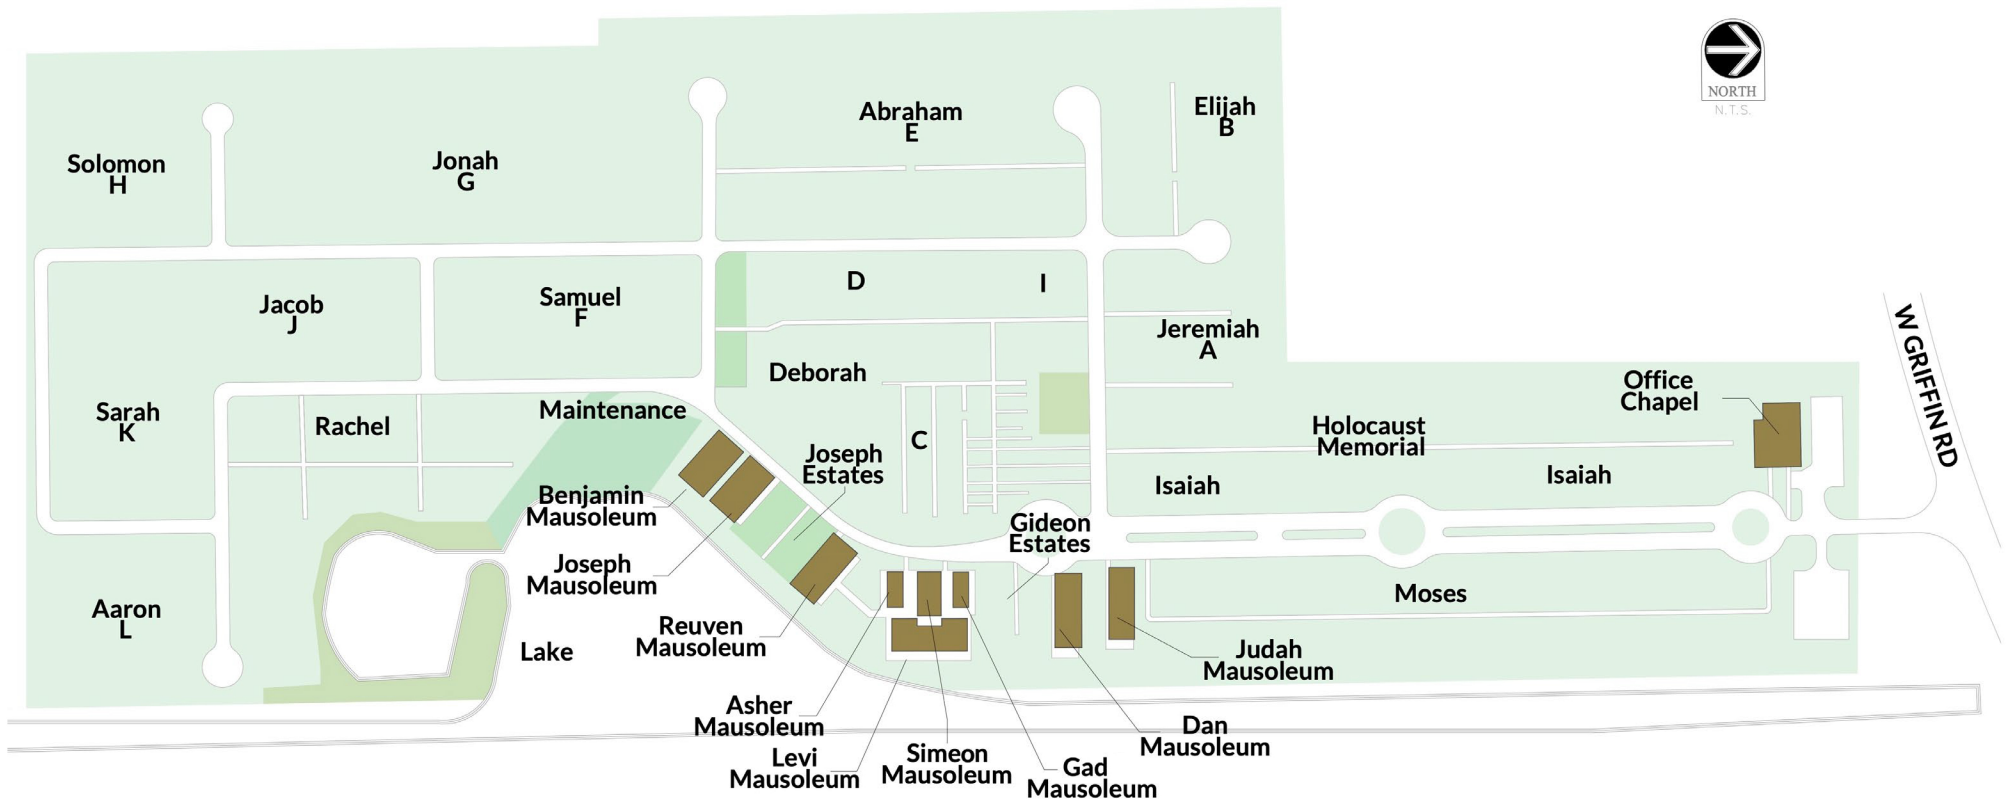 NORTH
N.T.S.
Abraham
E
Elijah
B
Solomon
H
Jonah
G
Jacob
J
Samuel
F
D
I
Jeremiah
A
W GRIFFIN RD
Deborah
Office
Chapel
Sarah
K
Rachel
Maintenance
C
Holocaust
Memorial
Joseph
Estates
Isaiah
Isaiah
Benjamin
Mausoleum
Gideon
Estates
Joseph
Mausoleum
Moses
Aaron
L
Lake
Reuven
Mausoleum
Judah
Mausoleum
Asher
Mausoleum
Dan
Mausoleum
Levi
Mausoleum
Simeon
Mausoleum
Gad
Mausoleum